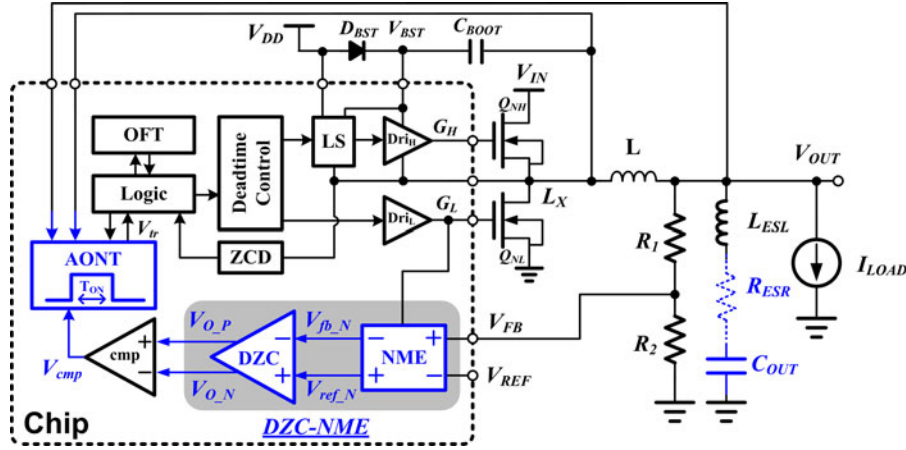 V_DD
D_BST
V_BST
C_BOOT
V_IN
Q_NH
OFT
LS
Dri_H
G_H
L
V_OUT
Logic
Deadtime Control
L_X
V_tr
Dri_L
G_L
R_1
L_ESL
AONT
ZCD
Q_NL
I_LOAD
T_ON
R_ESR
V_O_P
V_fb_N
V_FB
cmp
+
−
DZC
−
+
NME
−
+
+
−
R_2
V_cmp
V_O_N
V_ref_N
V_REF
C_OUT
Chip
DZC-NME